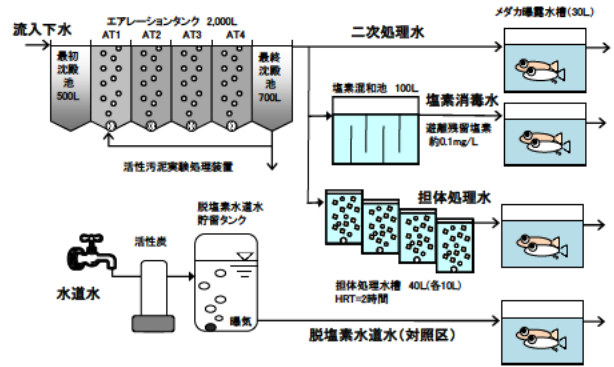 エアレーションタンク 2,000L
メダカ曝露水槽(30L)
流入下水
AT1 AT2 AT3 AT4
二次処理水
最初
沈殿
池
500L
最終
沈殿
池
700L
塩素混和池 100L
塩素消毒水
遊離残留塩素
約0.1mg/L
活性汚泥実験処理装置
担体処理水
脱塩素水道水
貯留タンク
活性炭
水道水
曝気
担体処理水槽 40L(各10L)
HRT=2時間
脱塩素水道水(対照区)